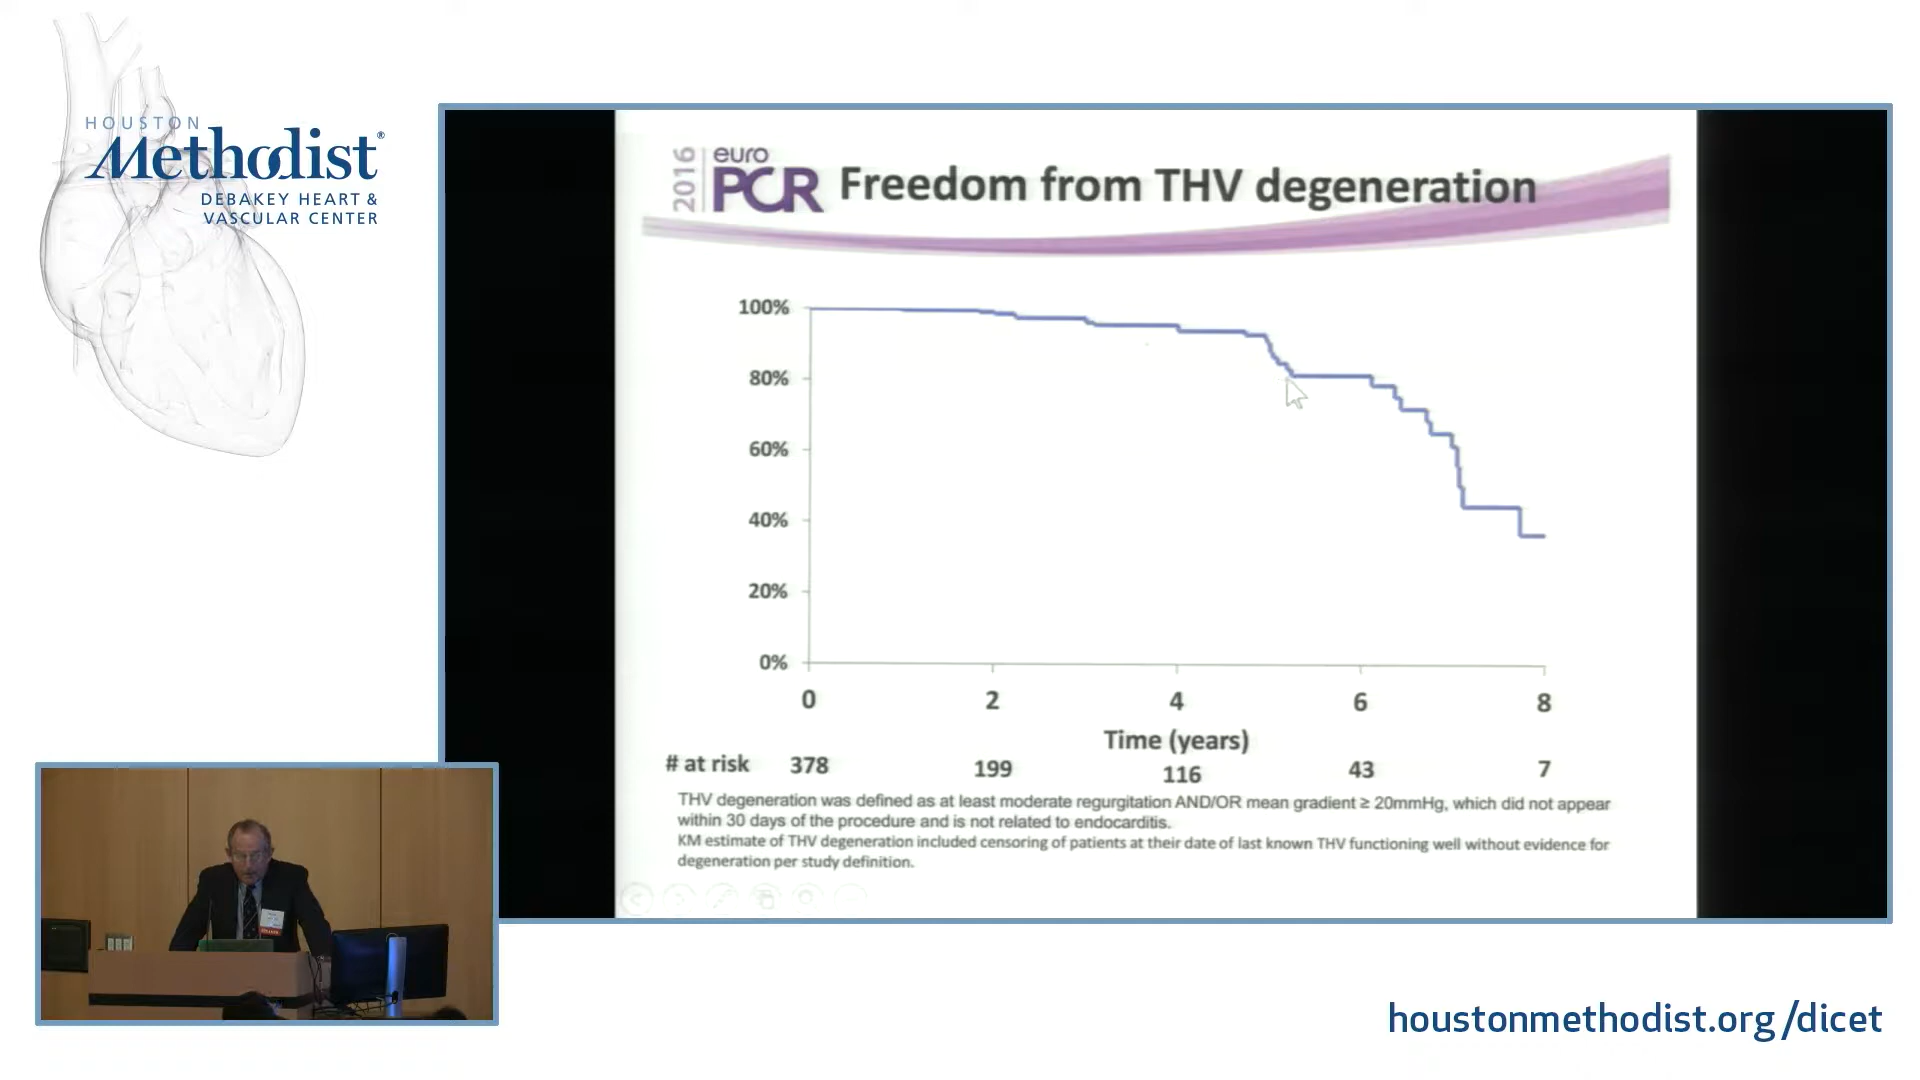 HOUSTON
Methodist®
DEBAKEY HEART &
VASCULAR CENTER
2016
euro
PCR
Freedom from THV degeneration
100%
80%
60%
40%
20%
0%
0 2 4 6 8
Time (years)
# at risk 378 199 116 43 7
THV degeneration was defined as at least moderate regurgitation AND/OR mean gradient ≥ 20mmHg, which did not appear
within 30 days of the procedure and is not related to endocarditis.
KM estimate of THV degeneration included censoring of patients at their date of last known THV functioning well without evidence for
degeneration per study definition.
houstonmethodist.org/dicet